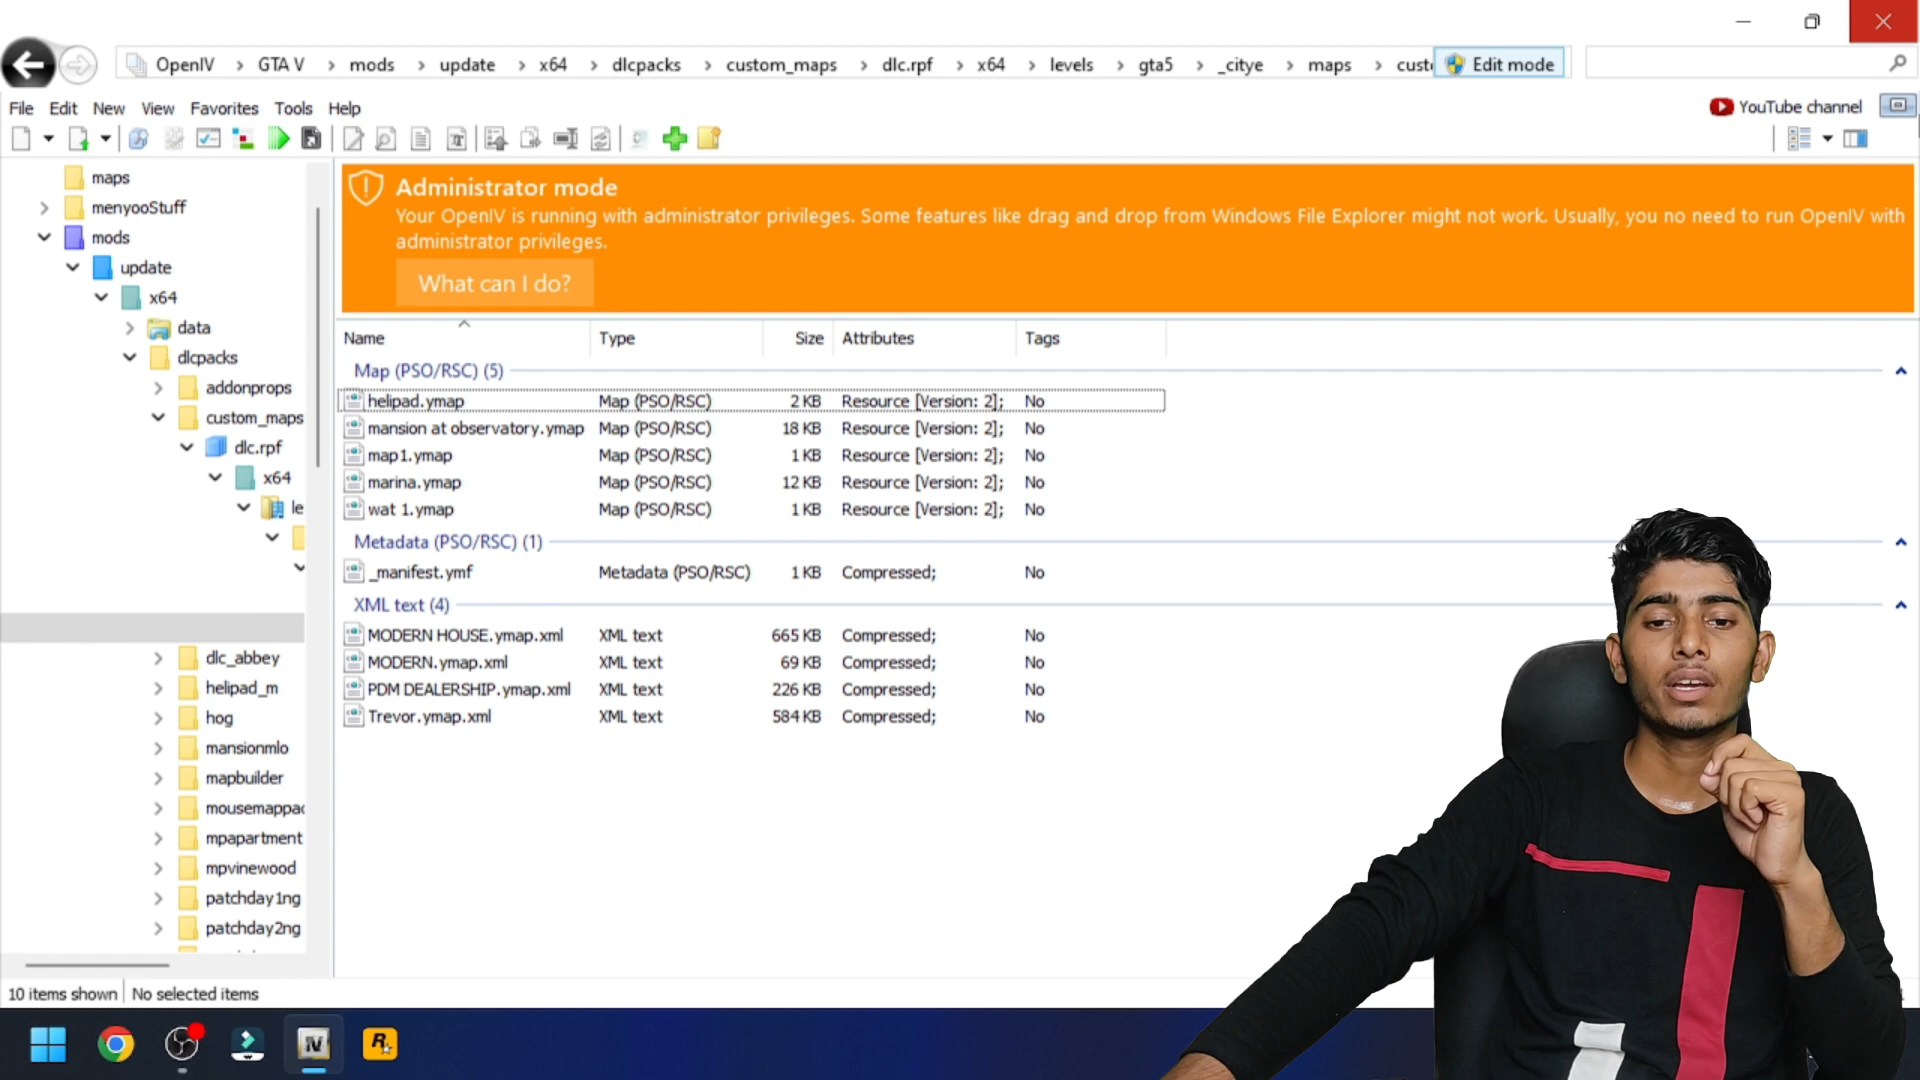 OpenIV › GTA V › mods › update › x64 › dlcpacks › custom_maps › dlc.rpf › x64 › levels › gta5 › _citye › maps › cust Edit mode
File Edit New View Favorites Tools Help YouTube channel
maps
menyooStuff
mods
update
x64
data
dlcpacks
addonprops
custom_maps
dlc.rpf
x64
le
dlc_abbey
helipad_m
hog
mansionmlo
mapbuilder
mousemappac
mpapartment
mpvinewood
patchday1ng
patchday2ng
Administrator mode
Your OpenIV is running with administrator privileges. Some features like drag and drop from Windows File Explorer might not work. Usually, you no need to run OpenIV with
administrator privileges.
What can I do?
Name Type Size Attributes Tags
Map (PSO/RSC) (5)
helipad.ymap Map (PSO/RSC) 2 KB Resource [Version: 2]; No
mansion at observatory.ymap Map (PSO/RSC) 18 KB Resource [Version: 2]; No
map1.ymap Map (PSO/RSC) 1 KB Resource [Version: 2]; No
marina.ymap Map (PSO/RSC) 12 KB Resource [Version: 2]; No
wat 1.ymap Map (PSO/RSC) 1 KB Resource [Version: 2]; No
Metadata (PSO/RSC) (1)
_manifest.ymf Metadata (PSO/RSC) 1 KB Compressed; No
XML text (4)
MODERN HOUSE.ymap.xml XML text 665 KB Compressed; No
MODERN.ymap.xml XML text 69 KB Compressed; No
PDM DEALERSHIP.ymap.xml XML text 226 KB Compressed; No
Trevor.ymap.xml XML text 584 KB Compressed; No
10 items shown No selected items
IV R